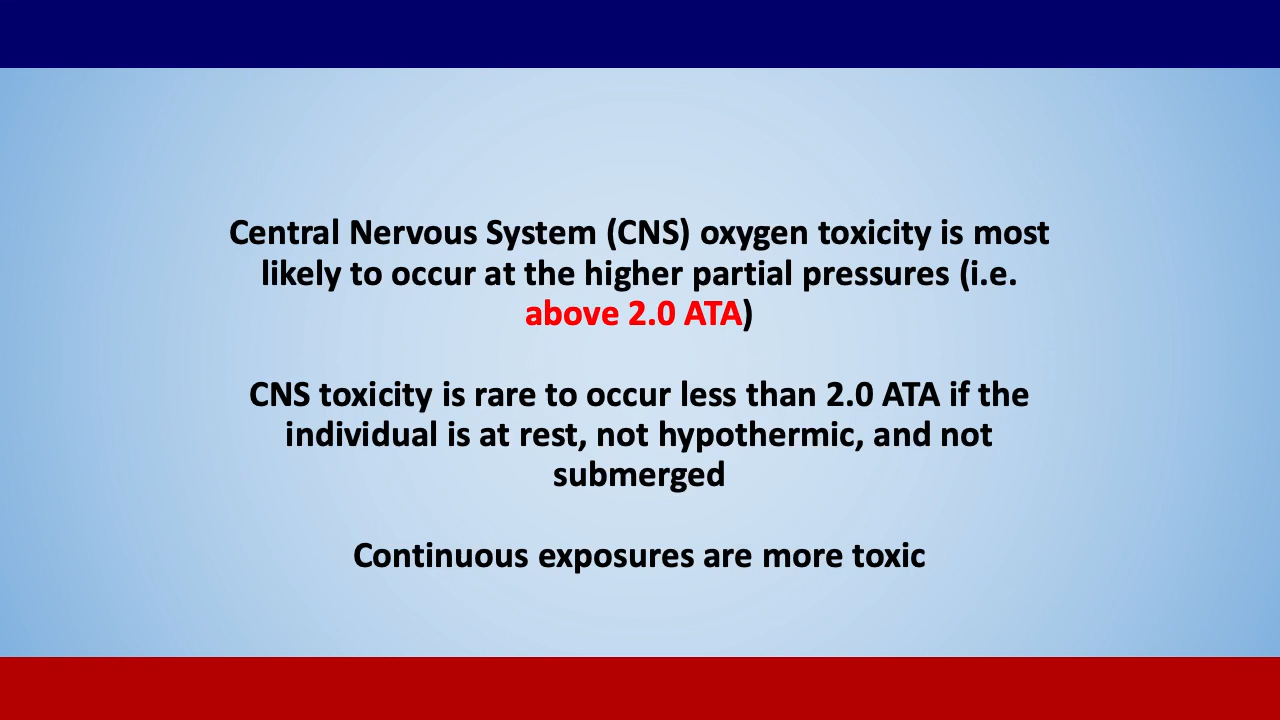 Central Nervous System (CNS) oxygen toxicity is most
likely to occur at the higher partial pressures (i.e.
above 2.0 ATA)
CNS toxicity is rare to occur less than 2.0 ATA if the
individual is at rest, not hypothermic, and not
submerged
Continuous exposures are more toxic